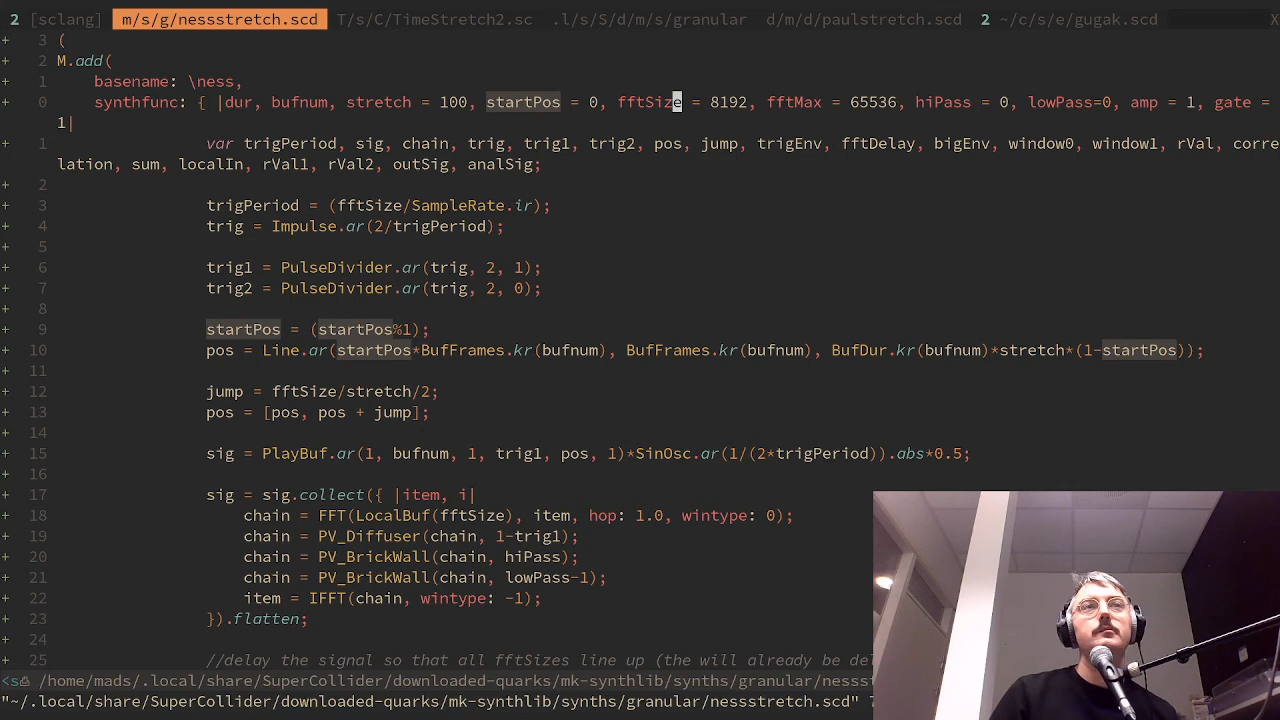 2 [sclang] m/s/g/nessstretch.scd T/s/C/TimeStretch2.sc .l/s/S/d/m/s/granular d/m/d/paulstretch.scd 2 ~/c/s/e/gugak.scd X
+ 3 (
+ 2 M.add(
+ 1 basename: \ness,
+ 0 synthfunc: { |dur, bufnum, stretch = 100, startPos = 0, fftSize = 8192, fftMax = 65536, hiPass = 0, lowPass=0, amp = 1, gate =
1|
+ 1 var trigPeriod, sig, chain, trig, trig1, trig2, pos, jump, trigEnv, fftDelay, bigEnv, window0, window1, rVal, corre
lation, sum, localIn, rVal1, rVal2, outSig, analSig;
+ 2
+ 3 trigPeriod = (fftSize/SampleRate.ir);
+ 4 trig = Impulse.ar(2/trigPeriod);
+ 5
+ 6 trig1 = PulseDivider.ar(trig, 2, 1);
+ 7 trig2 = PulseDivider.ar(trig, 2, 0);
+ 8
+ 9 startPos = (startPos%1);
+ 10 pos = Line.ar(startPos*BufFrames.kr(bufnum), BufFrames.kr(bufnum), BufDur.kr(bufnum)*stretch*(1-startPos));
+ 11
+ 12 jump = fftSize/stretch/2;
+ 13 pos = [pos, pos + jump];
+ 14
+ 15 sig = PlayBuf.ar(1, bufnum, 1, trig1, pos, 1)*SinOsc.ar(1/(2*trigPeriod)).abs*0.5;
+ 16
+ 17 sig = sig.collect({ |item, i|
+ 18 chain = FFT(LocalBuf(fftSize), item, hop: 1.0, wintype: 0);
+ 19 chain = PV_Diffuser(chain, 1-trig1);
+ 20 chain = PV_BrickWall(chain, hiPass);
+ 21 chain = PV_BrickWall(chain, lowPass-1);
+ 22 item = IFFT(chain, wintype: -1);
+ 23 }).flatten;
+ 24
+ 25 //delay the signal so that all fftSizes line up (the will already be del
<s /home/mads/.local/share/SuperCollider/downloaded-quarks/mk-synthlib/synths/granular/nessst
"~/.local/share/SuperCollider/downloaded-quarks/mk-synthlib/synths/granular/nessstretch.scd"